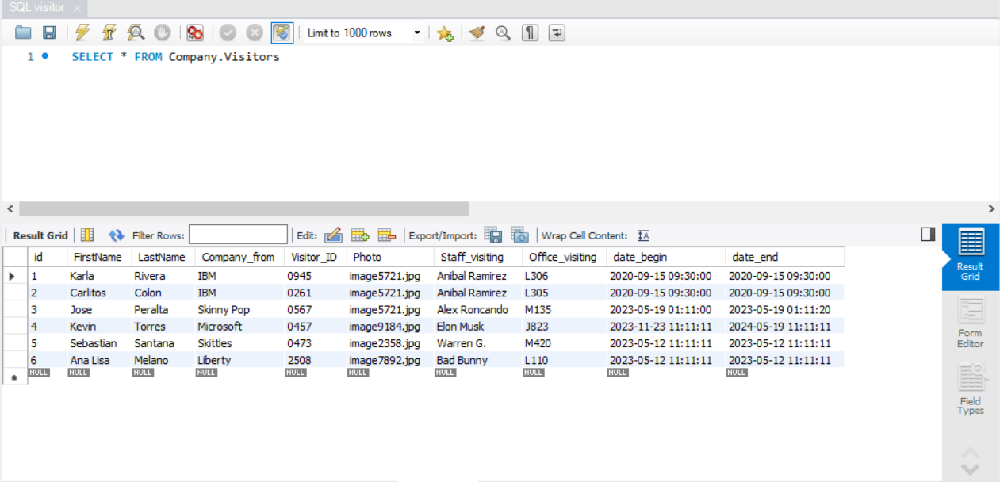 SQL visitor ×
Limit to 1000 rows
1 SELECT * FROM Company.Visitors
Result Grid Filter Rows: Edit: Export/Import: Wrap Cell Content: IA
id FirstName LastName Company_from Visitor_ID Photo Staff_visiting Office_visiting date_begin date_end
1 Karla Rivera IBM 0945 image5721.jpg Anibal Ramirez L306 2020-09-15 09:30:00 2020-09-15 09:30:00
2 Carlitos Colon IBM 0261 image5721.jpg Anibal Ramirez L305 2020-09-15 09:30:00 2020-09-15 09:30:00
3 Jose Peralta Skinny Pop 0567 image5721.jpg Alex Roncando M135 2023-05-19 01:11:00 2023-05-19 01:11:20
4 Kevin Torres Microsoft 0457 image9184.jpg Elon Musk J823 2023-11-23 11:11:11 2024-05-19 11:11:11
5 Sebastian Santana Skittles 0473 image2358.jpg Warren G. M420 2023-05-12 11:11:11 2023-05-12 11:11:11
6 Ana Lisa Melano Liberty 2508 image7892.jpg Bad Bunny L110 2023-05-12 11:11:11 2023-05-12 11:11:11
NULL NULL NULL NULL NULL NULL NULL NULL NULL NULL
Result
Grid
Form
Editor
Field
Types